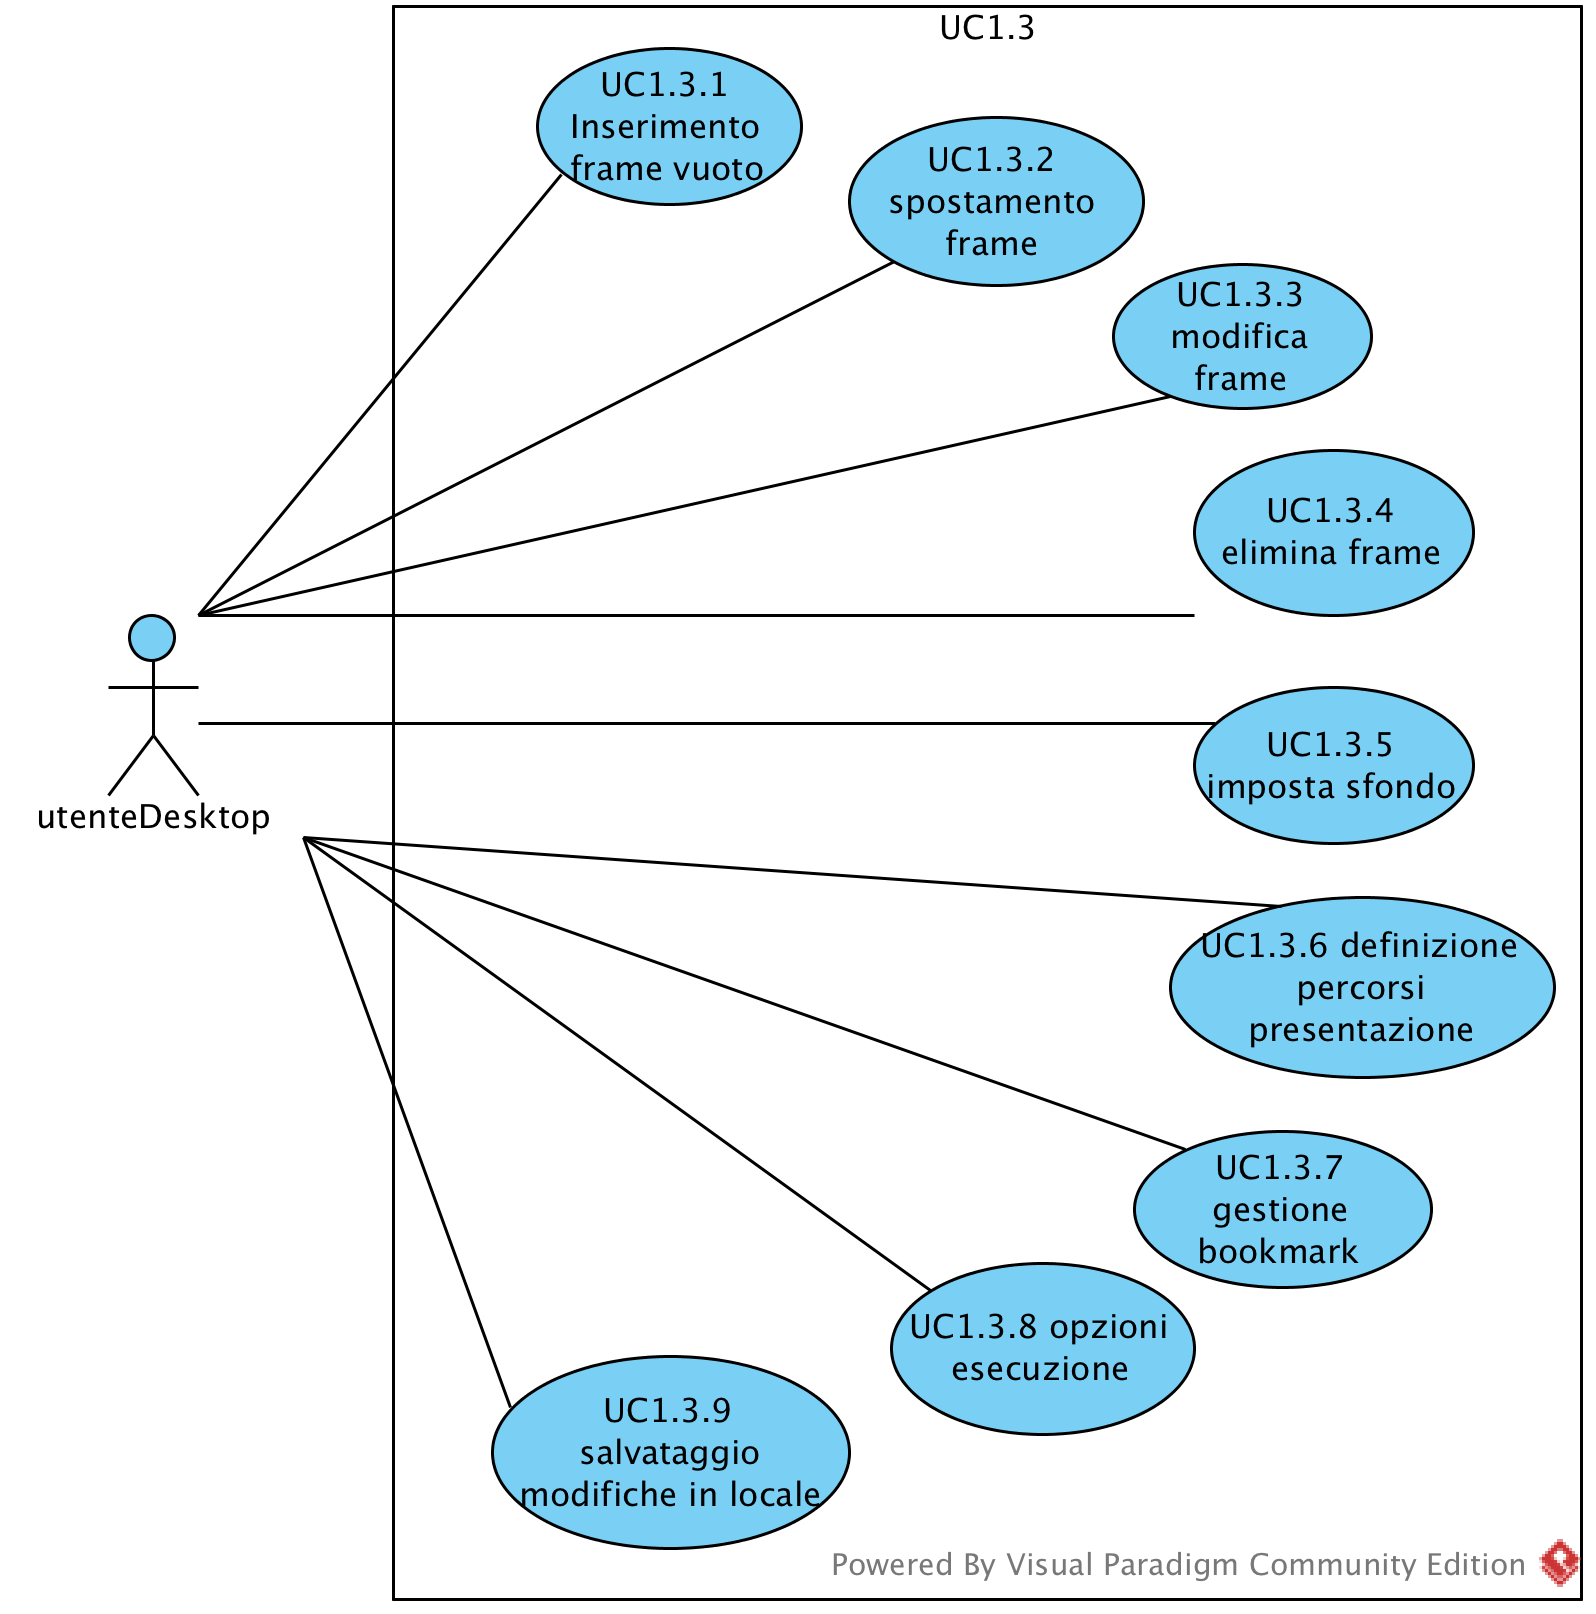 UC1.3
UC1.3.1
Inserimento
frame vuoto
UC1.3.2
spostamento
frame
UC1.3.3
modifica
frame
UC1.3.4
elimina frame
UC1.3.5
imposta sfondo
utenteDesktop
UC1.3.6 definizione
percorsi
presentazione
UC1.3.7
gestione
bookmark
UC1.3.8 opzioni
esecuzione
UC1.3.9
salvataggio
modifiche in locale
Powered By Visual Paradigm Community Edition